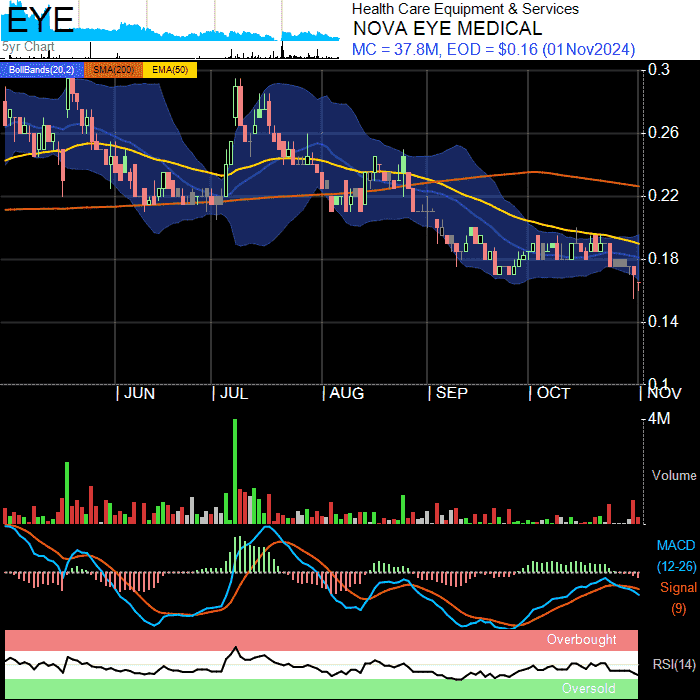 EYE
5yr Chart
Health Care Equipment & Services
NOVA EYE MEDICAL
MC = 37.8M, EOD = $0.16 (01Nov2024)
BollBands(20,2) SMA(200) EMA(50)
0.3
0.26
0.22
0.18
0.14
0.1
JUN JUL AUG SEP OCT NOV
4M
Volume
MACD
(12-26)
Signal
(9)
Overbought
RSI(14)
Oversold